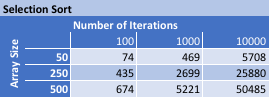 Selection Sort
Number of Iterations
Array Size
100 1000 10000
50 74 469 5708
250 435 2699 25880
500 674 5221 50485